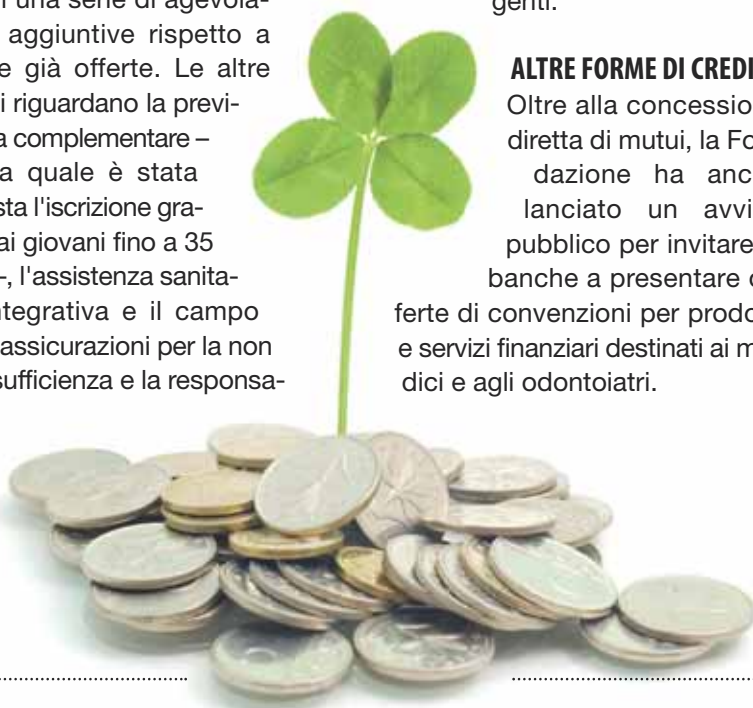 una serie di agevola-
aggiuntive rispetto a
e già offerte. Le altre
i riguardano la previ-
a complementare –
a quale è stata
sta l'iscrizione gra-
ai giovani fino a 35
–, l'assistenza sanita-
ntegrativa e il campo
assicurazioni per la non
sufficienza e la responsa-
genti.
ALTRE FORME DI CREDI
Oltre alla concessio
diretta di mutui, la Fo
dazione ha anc
lanciato un avvi
pubblico per invitare
banche a presentare o
ferte di convenzioni per prodo
e servizi finanziari destinati ai m
dici e agli odontoiatri.